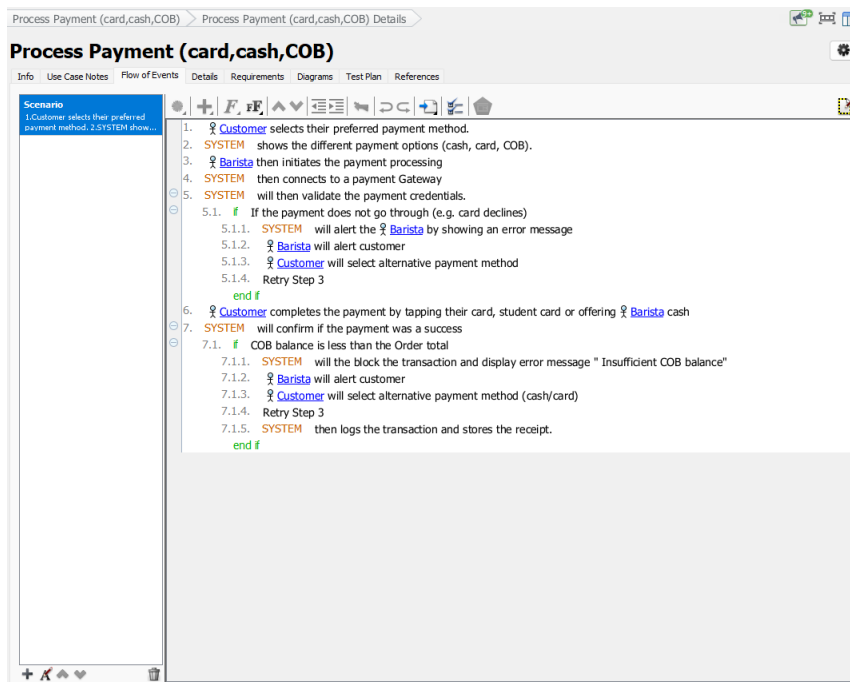 Process Payment (card,cash,COB) Process Payment (card,cash,COB) Details
Process Payment (card,cash,COB)
Info Use Case Notes Flow of Events Details Requirements Diagrams Test Plan References
Scenario
1.Customer selects their preferred
payment method. 2.SYSTEM show...
1. Customer selects their preferred payment method.
2. SYSTEM shows the different payment options (cash, card, COB).
3. Barista then initiates the payment processing
4. SYSTEM then connects to a payment Gateway
5. SYSTEM will then validate the payment credentials.
5.1. if If the payment does not go through (e.g. card declines)
5.1.1. SYSTEM will alert the Barista by showing an error message
5.1.2. Barista will alert customer
5.1.3. Customer will select alternative payment method
5.1.4. Retry Step 3
end if
6. Customer completes the payment by tapping their card, student card or offering Barista cash
7. SYSTEM will confirm if the payment was a success
7.1. if COB balance is less than the Order total
7.1.1. SYSTEM will the block the transaction and display error message " Insufficient COB balance"
7.1.2. Barista will alert customer
7.1.3. Customer will select alternative payment method (cash/card)
7.1.4. Retry Step 3
7.1.5. SYSTEM then logs the transaction and stores the receipt.
end if